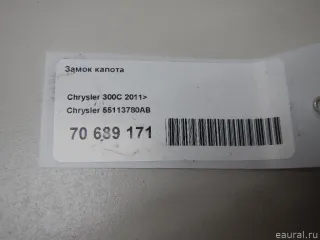 Замок капота
Chrysler 300C 2011>
Chrysler 55113780AB
70 689 171
eaural.ru